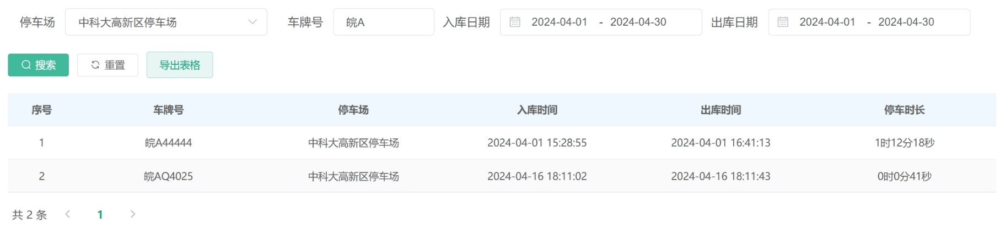 停车场 中科大高新区停车场 车牌号 皖A 入库日期 2024-04-01 - 2024-04-30 出库日期 2024-04-01 - 2024-04-30
搜索 重置 导出表格
序号 车牌号 停车场 入库时间 出库时间 停车时长
1 皖A44444 中科大高新区停车场 2024-04-01 15:28:55 2024-04-01 16:41:13 1时12分18秒
2 皖AQ4025 中科大高新区停车场 2024-04-16 18:11:02 2024-04-16 18:11:43 0时0分41秒
共 2 条 1